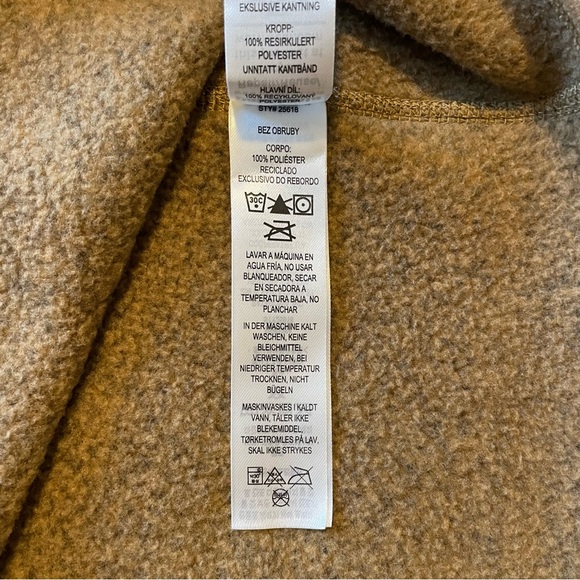 EKSLUSIVE KANTNING
KROPP:
100% RESIRKULERT
POLYESTER
UNNTATT KANTBÅND
HLAVNÍ DÍL:
100% RECYKLOVANÝ
POLYESTER
STY# 25616
BEZ OBRUBY
CORPO:
100% POLIÉSTER
RECICLADO
EXCLUSIVO DO REBORDO
30C
LAVAR A MÁQUINA EN
AGUA FRÍA, NO USAR
BLANQUEADOR, SECAR
EN SECADORA A
TEMPERATURA BAJA, NO
PLANCHAR
IN DER MASCHINE KALT
WASCHEN, KEINE
BLEICHMITTEL
VERWENDEN, BEI
NIEDRIGER TEMPERATUR
TROCKNEN, NICHT
BÜGELN
MASKINVASKES I KALDT
VANN, TÅLER IKKE
BLEKEMIDDEL,
TØRKETROMLES PÅ LAV.
SKAL IKKE STRYKES